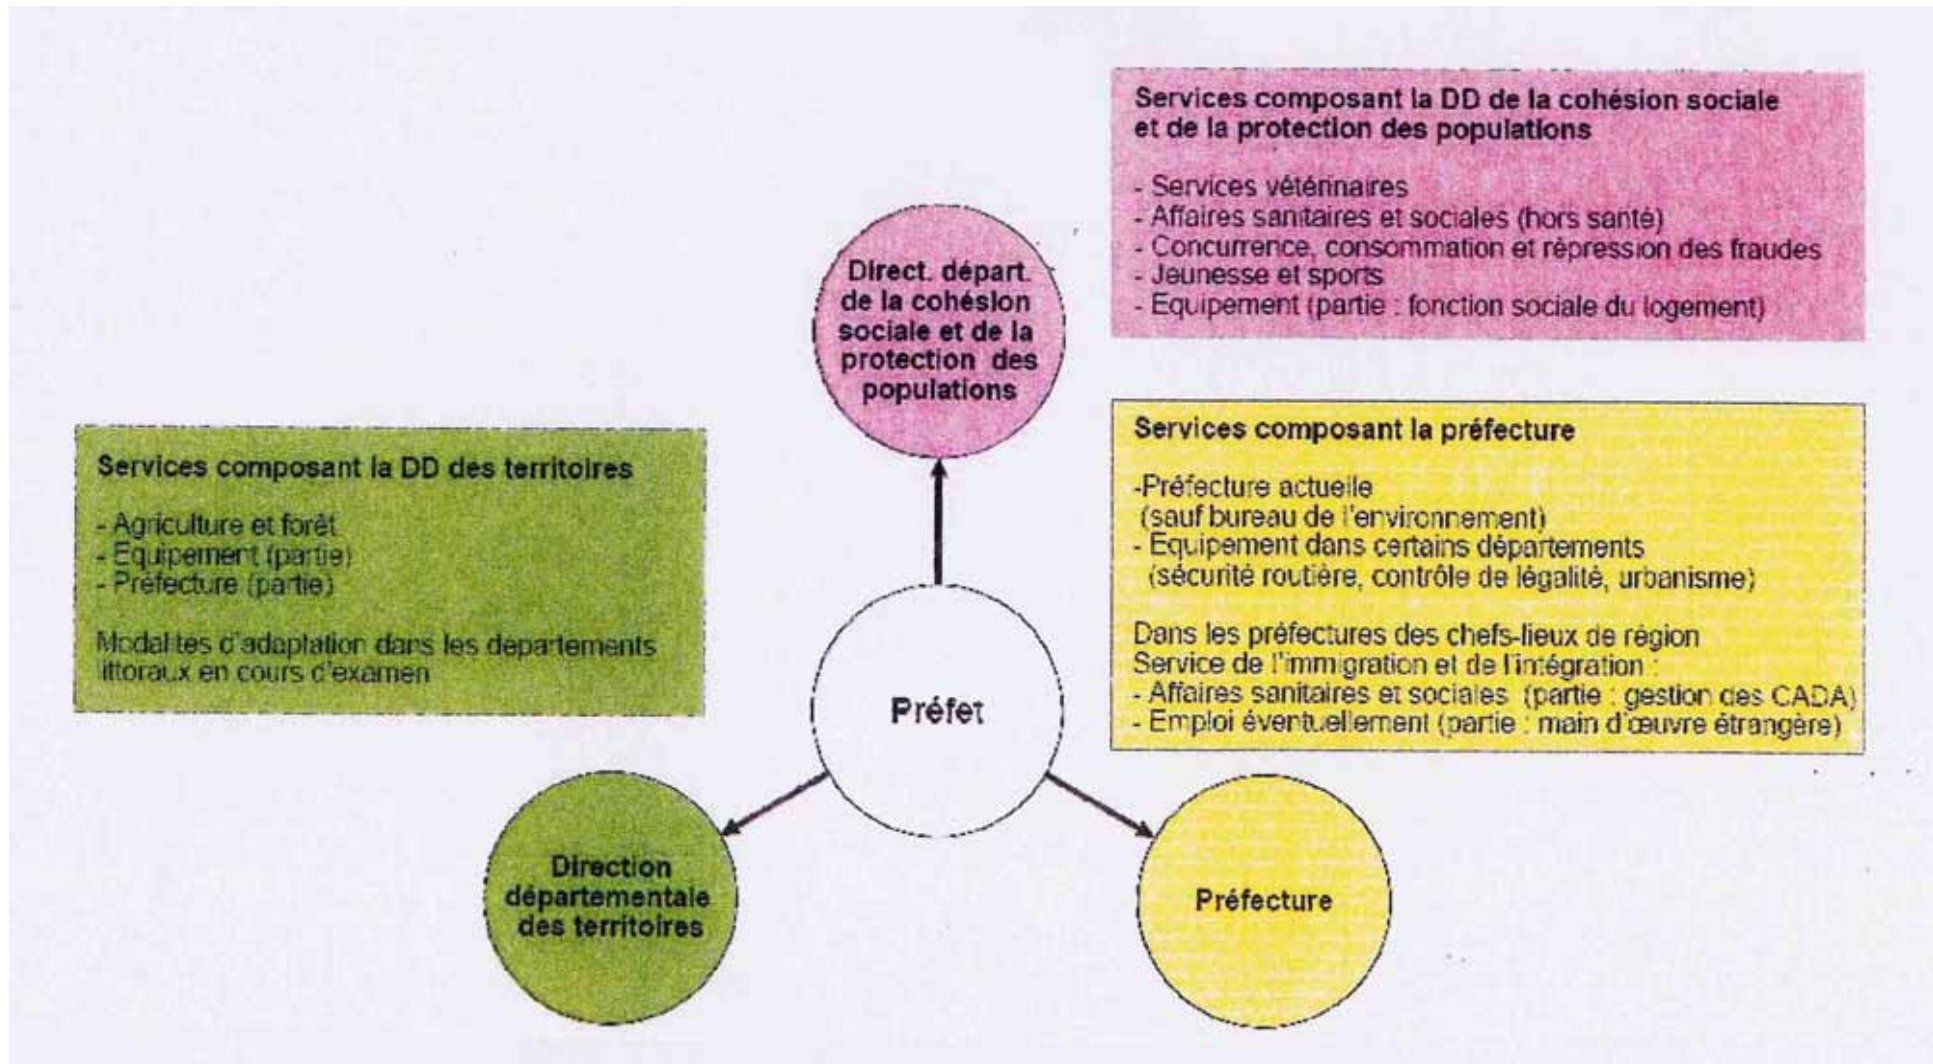 Services composant la DD de la cohésion sociale
et de la protection des populations
- Services vétérinaires
- Affaires sanitaires et sociales (hors santé)
- Concurrence, consommation et répression des fraudes
- Jeunesse et sports
- Equipement (partie : fonction sociale du logement)
Direct. départ.
de la cohésion
sociale et de la
protection des
populations
Services composant la préfecture
-Préfecture actuelle
(sauf bureau de l'environnement)
- Equipement dans certains départements
(sécurité routière, contrôle de légalité, urbanisme)
Dans les préfectures des chefs-lieux de région
Service de l'immigration et de l'intégration :
- Affaires sanitaires et sociales (partie : gestion des CADA)
- Emploi éventuellement (partie : main d'œuvre étrangère)
Services composant la DD des territoires
- Agriculture et forêt
- Equipement (partie)
- Préfecture (partie)
Modalités d'adaptation dans les départements
littoraux en cours d'examen
Préfet
Direction
départementale
des territoires
Préfecture